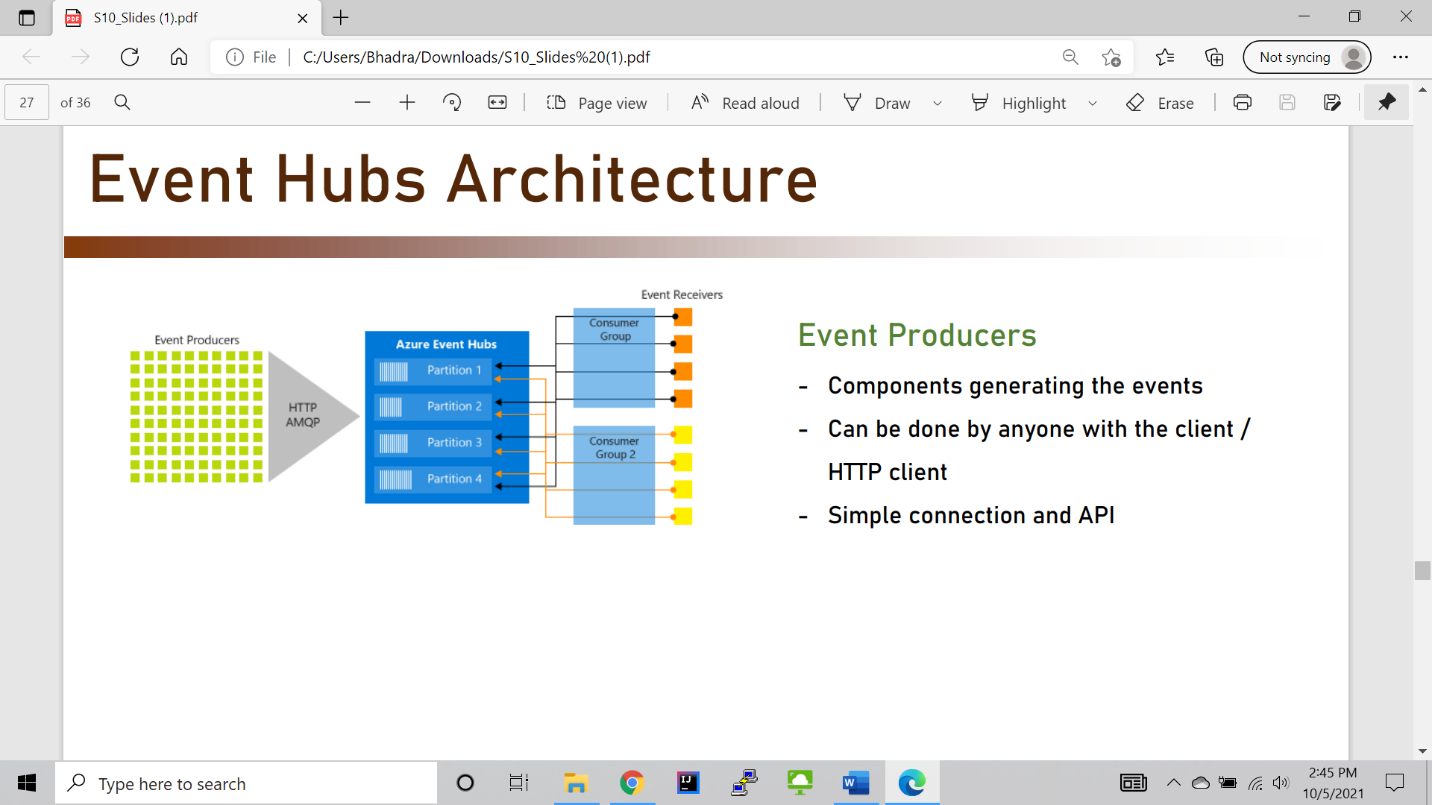 S10_Slides (1).pdf
File
C:/Users/Bhadra/Downloads/S10_Slides%20(1).pdf
Not syncing
27
of 36
Page view
Read aloud
Draw
Highlight
Erase
Event Hubs Architecture
Event Receivers
Event Producers
HTTP
AMQP
Azure Event Hubs
Partition 1
Partition 2
Partition 3
Partition 4
Consumer
Group
Consumer
Group 2
Event Producers
- Components generating the events
- Can be done by anyone with the client /
HTTP client
- Simple connection and API
Type here to search
2:45 PM
10/5/2021